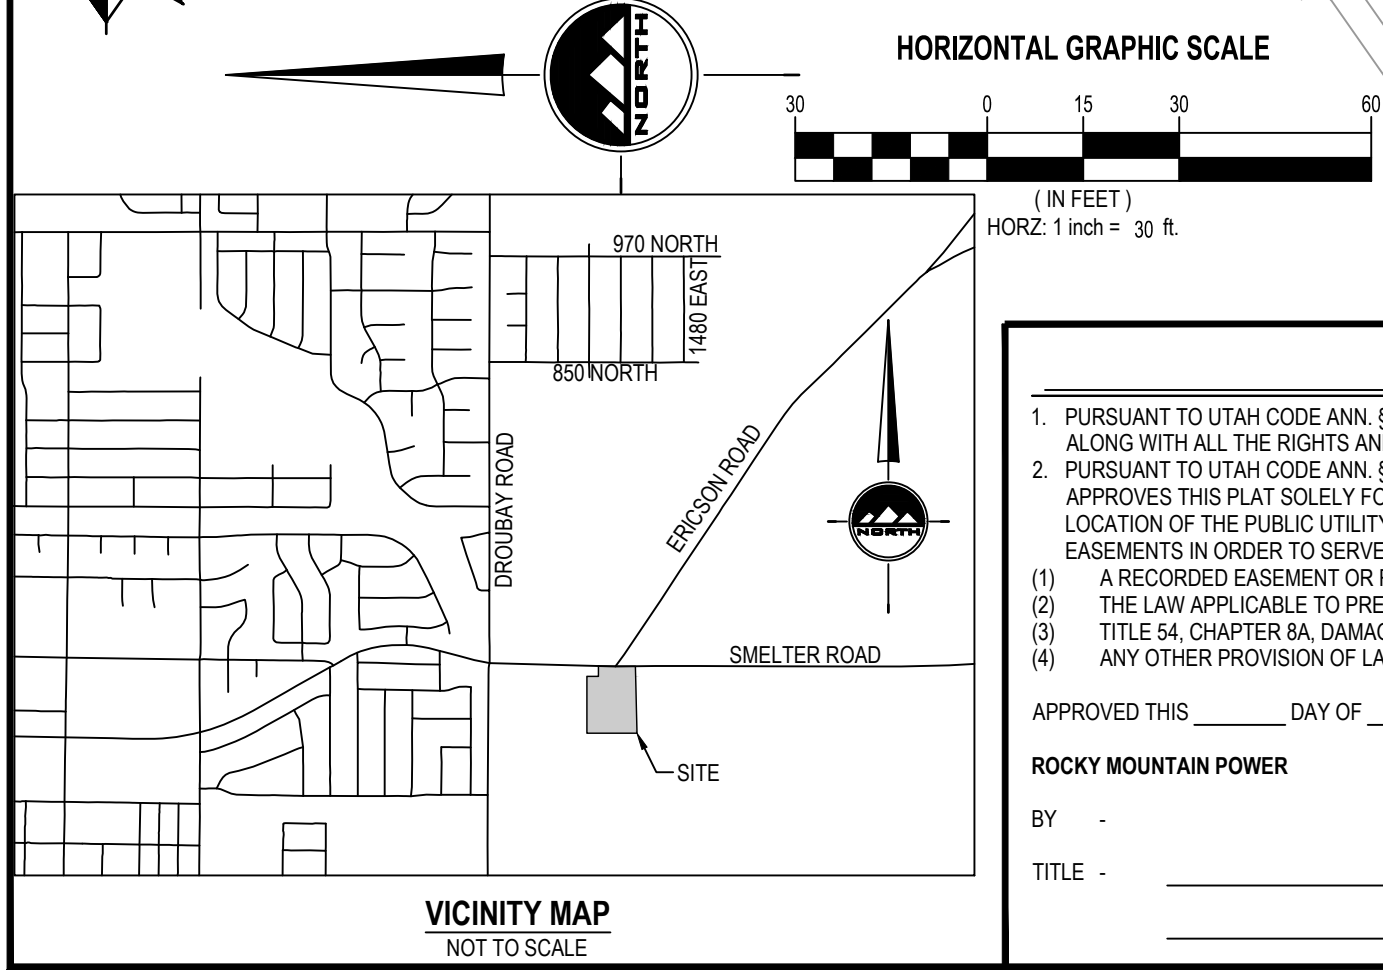 NORTH
HORIZONTAL GRAPHIC SCALE
30 0 15 30 60
( IN FEET )
HORZ: 1 inch = 30 ft.
970 NORTH
1480 EAST
850 NORTH
DROUBAY ROAD
ERICSON ROAD
NORTH
SMELTER ROAD
SITE
VICINITY MAP
NOT TO SCALE
1. PURSUANT TO UTAH CODE ANN. §
ALONG WITH ALL THE RIGHTS AN
2. PURSUANT TO UTAH CODE ANN. §
APPROVES THIS PLAT SOLELY FO
LOCATION OF THE PUBLIC UTILITY
EASEMENTS IN ORDER TO SERVE
(1) A RECORDED EASEMENT OR
(2) THE LAW APPLICABLE TO PRE
(3) TITLE 54, CHAPTER 8A, DAMAG
(4) ANY OTHER PROVISION OF LA
APPROVED THIS ________ DAY OF _
ROCKY MOUNTAIN POWER
BY -
TITLE -